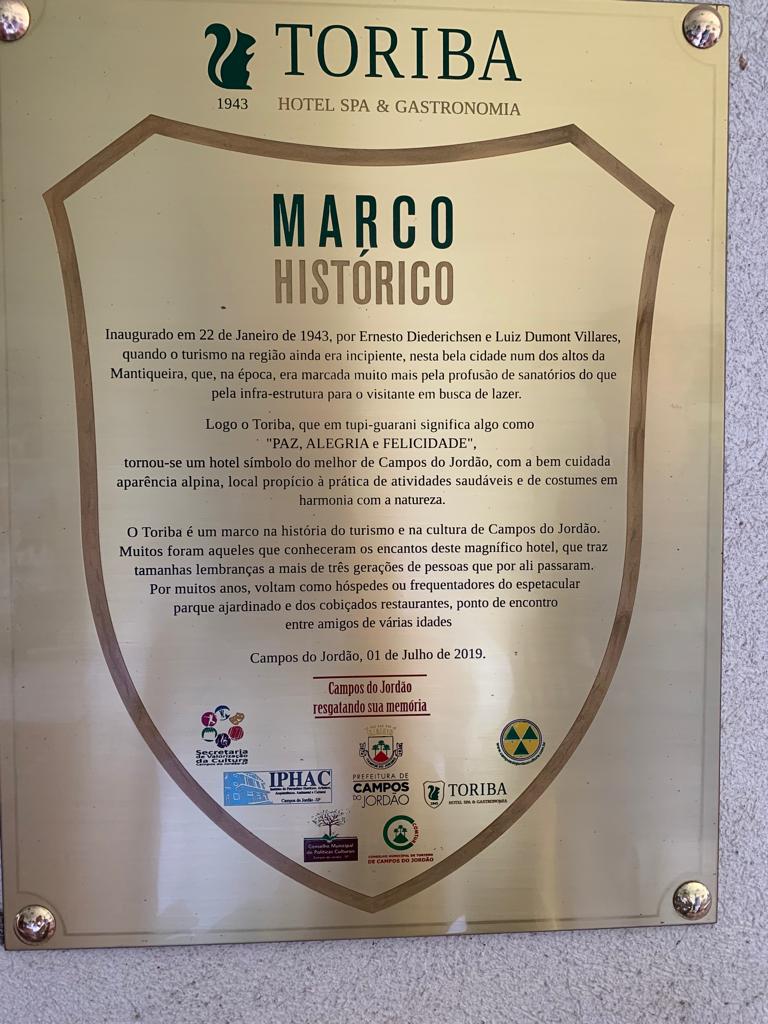 TORIBA
1943 HOTEL SPA & GASTRONOMIA
MARCO
HISTÓRICO
Inaugurado em 22 de Janeiro de 1943, por Ernesto Diederichsen e Luiz Dumont Villares,
quando o turismo na região ainda era incipiente, nesta bela cidade num dos altos da
Mantiqueira, que, na época, era marcada muito mais pela profusão de sanatórios do que
pela infra-estrutura para o visitante em busca de lazer.
Logo o Toriba, que em tupi-guarani significa algo como
"PAZ, ALEGRIA e FELICIDADE",
tornou-se um hotel símbolo do melhor de Campos do Jordão, com a bem cuidada
aparência alpina, local propício à prática de atividades saudáveis e de costumes em
harmonia com a natureza.
O Toriba é um marco na história do turismo e na cultura de Campos do Jordão.
Muitos foram aqueles que conheceram os encantos deste magnífico hotel, que traz
tamanhas lembranças a mais de três gerações de pessoas que por ali passaram.
Por muitos anos, voltam como hóspedes ou frequentadores do espetacular
parque ajardinado e dos cobiçados restaurantes, ponto de encontro
entre amigos de várias idades
Campos do Jordão, 01 de Julho de 2019.
Campos do Jordão
resgatando sua memória
Secretaria
de Valorização
da Cultura
IPHAC
Campos do Jordão -SP
PREFEITURA DE
CAMPOS
DO JORDÃO
TORIBA
1943 HOTEL SPA & GASTRONOMIA
Conselho Municipal
de Políticas Culturais
COMTUR
CONSELHO MUNICIPAL DE TURISMO
DE CAMPOS DO JORDÃO